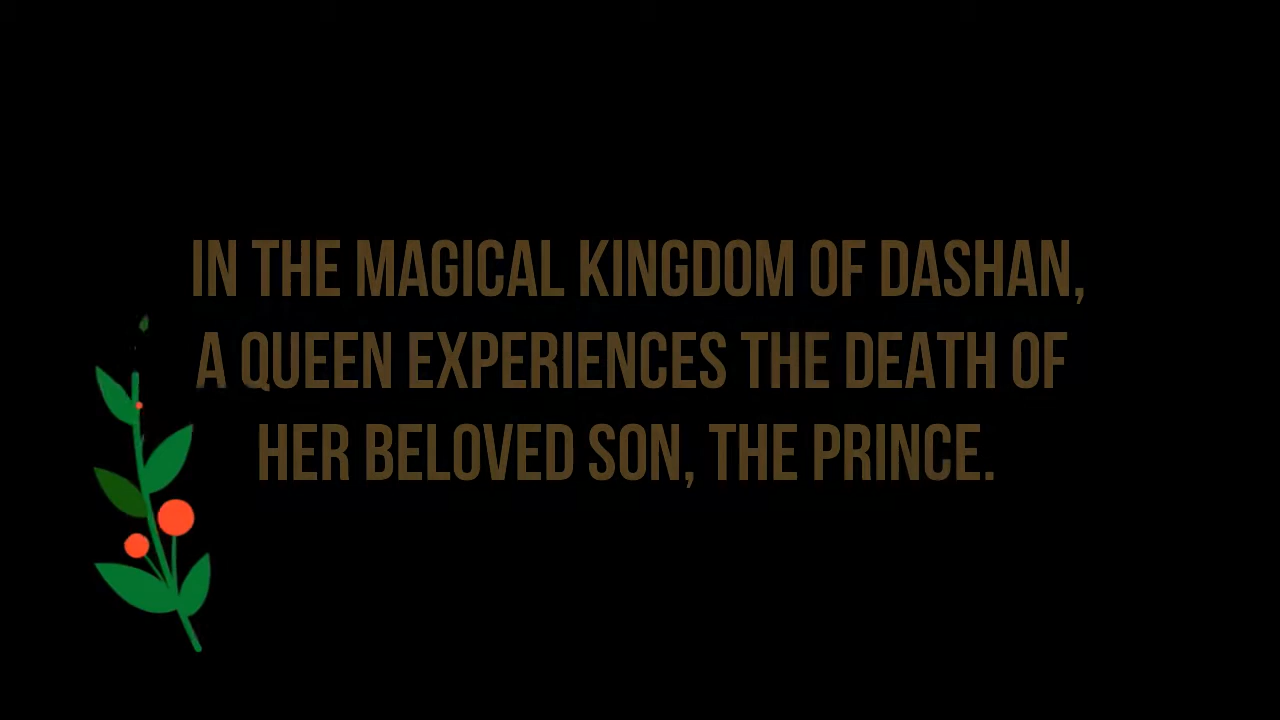 IN THE MAGICAL KINGDOM OF DASHAN,
A QUEEN EXPERIENCES THE DEATH OF
HER BELOVED SON, THE PRINCE.